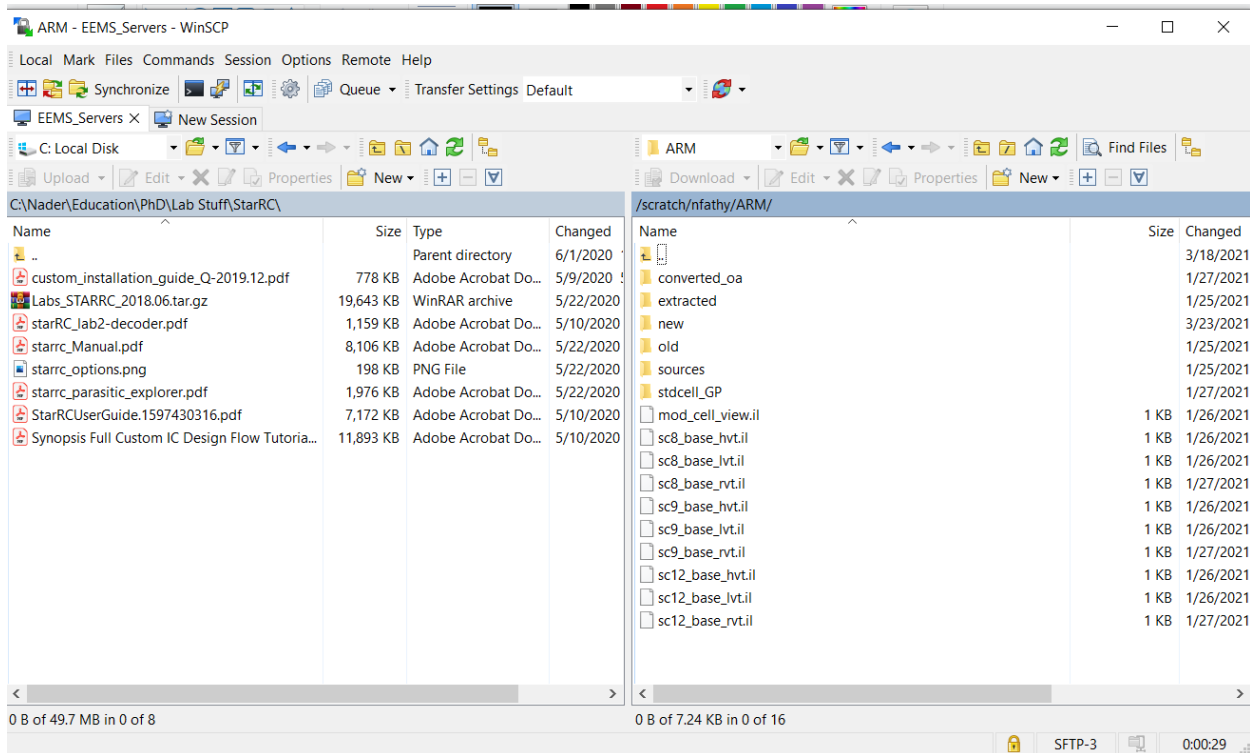 ARM - EEMS_Servers - WinSCP
Local Mark Files Commands Session Options Remote Help
Synchronize Queue Transfer Settings Default
EEMS_Servers New Session
C: Local Disk ARM Find Files
Upload Edit Properties New Download Edit Properties New
C:\Nader\Education\PhD\Lab Stuff\StarRC\ /scratch/nfathy/ARM/
Name Size Type Changed Name Size Changed
.. Parent directory 6/1/2020 .. 3/18/2021
custom_installation_guide_Q-2019.12.pdf 778 KB Adobe Acrobat Do... 5/9/2020 converted_oa 1/27/2021
Labs_STARRC_2018.06.tar.gz 19,643 KB WinRAR archive 5/22/2020 extracted 1/25/2021
starRC_lab2-decoder.pdf 1,159 KB Adobe Acrobat Do... 5/10/2020 new 3/23/2021
starrc_Manual.pdf 8,106 KB Adobe Acrobat Do... 5/22/2020 old 1/25/2021
starrc_options.png 198 KB PNG File 5/22/2020 sources 1/25/2021
starrc_parasitic_explorer.pdf 1,976 KB Adobe Acrobat Do... 5/22/2020 stdcell_GP 1/27/2021
StarRCUserGuide.1597430316.pdf 7,172 KB Adobe Acrobat Do... 5/10/2020 mod_cell_view.il 1 KB 1/26/2021
Synopsis Full Custom IC Design Flow Tutoria... 11,893 KB Adobe Acrobat Do... 5/10/2020 sc8_base_hvt.il 1 KB 1/26/2021
sc8_base_lvt.il 1 KB 1/26/2021
sc8_base_rvt.il 1 KB 1/27/2021
sc9_base_hvt.il 1 KB 1/26/2021
sc9_base_lvt.il 1 KB 1/26/2021
sc9_base_rvt.il 1 KB 1/27/2021
sc12_base_hvt.il 1 KB 1/26/2021
sc12_base_lvt.il 1 KB 1/26/2021
sc12_base_rvt.il 1 KB 1/27/2021
0 B of 49.7 MB in 0 of 8 0 B of 7.24 KB in 0 of 16
SFTP-3 0:00:29